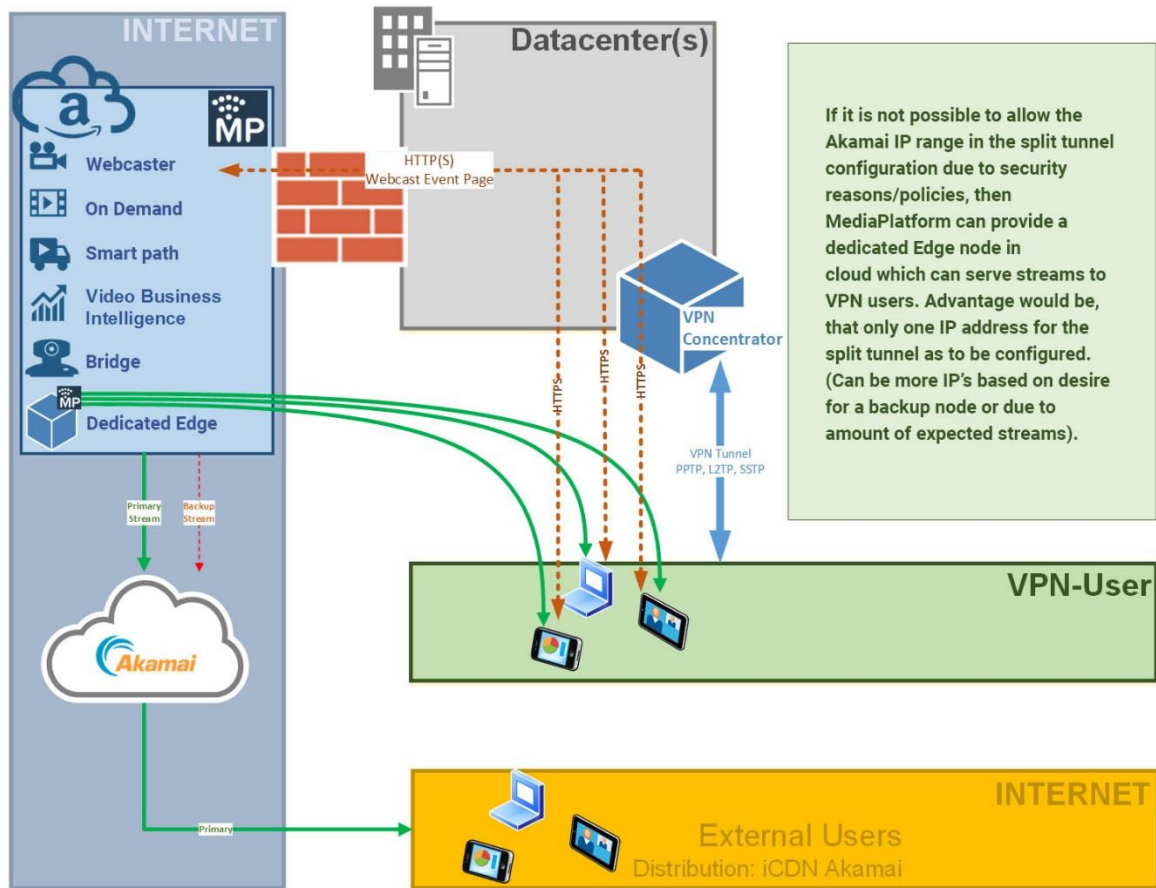 INTERNET
a
MP
Webcaster
On Demand
Smart path
Video Business
Intelligence
Bridge
MP
Dedicated Edge
Primary
Stream
Backup
Stream
Akamai
Primary
Datacenter(s)
HTTP(S)
Webcast Event Page
VPN
Concentrator
HTTPS
HTTPS
HTTPS
VPN Tunnel
PPTP, L2TP, SSTP
If it is not possible to allow the
Akamai IP range in the split tunnel
configuration due to security
reasons/policies, then
MediaPlatform can provide a
dedicated Edge node in
cloud which can serve streams to
VPN users. Advantage would be,
that only one IP address for the
split tunnel as to be configured.
(Can be more IP's based on desire
for a backup node or due to
amount of expected streams).
VPN-User
INTERNET
External Users
Distribution: iCDN Akamai